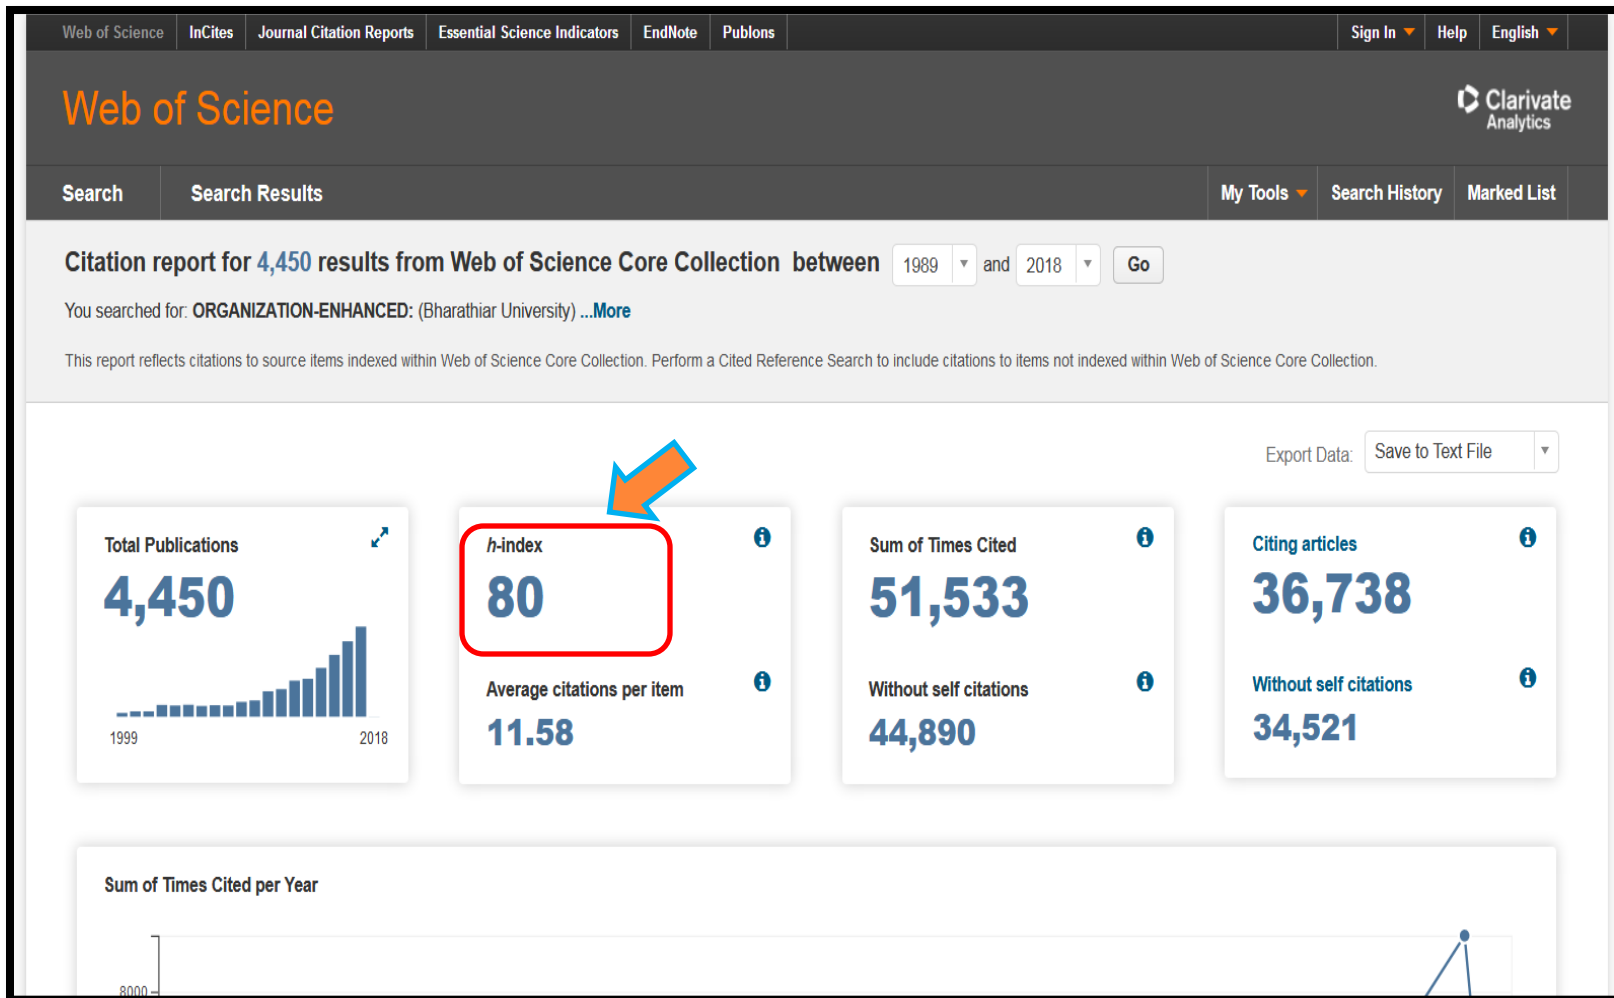 Web of Science InCites Journal Citation Reports Essential Science Indicators EndNote Publons Sign In Help English
Web of Science
Clarivate
Analytics
Search Search Results My Tools Search History Marked List
Citation report for 4,450 results from Web of Science Core Collection between 1989 and 2018 Go
You searched for: ORGANIZATION-ENHANCED: (Bharathiar University) ...More
This report reflects citations to source items indexed within Web of Science Core Collection. Perform a Cited Reference Search to include citations to items not indexed within Web of Science Core Collection.
Export Data: Save to Text File
Total Publications
4,450
1999 2018
h-index
80
Average citations per item
11.58
Sum of Times Cited
51,533
Without self citations
44,890
Citing articles
36,738
Without self citations
34,521
Sum of Times Cited per Year
8000